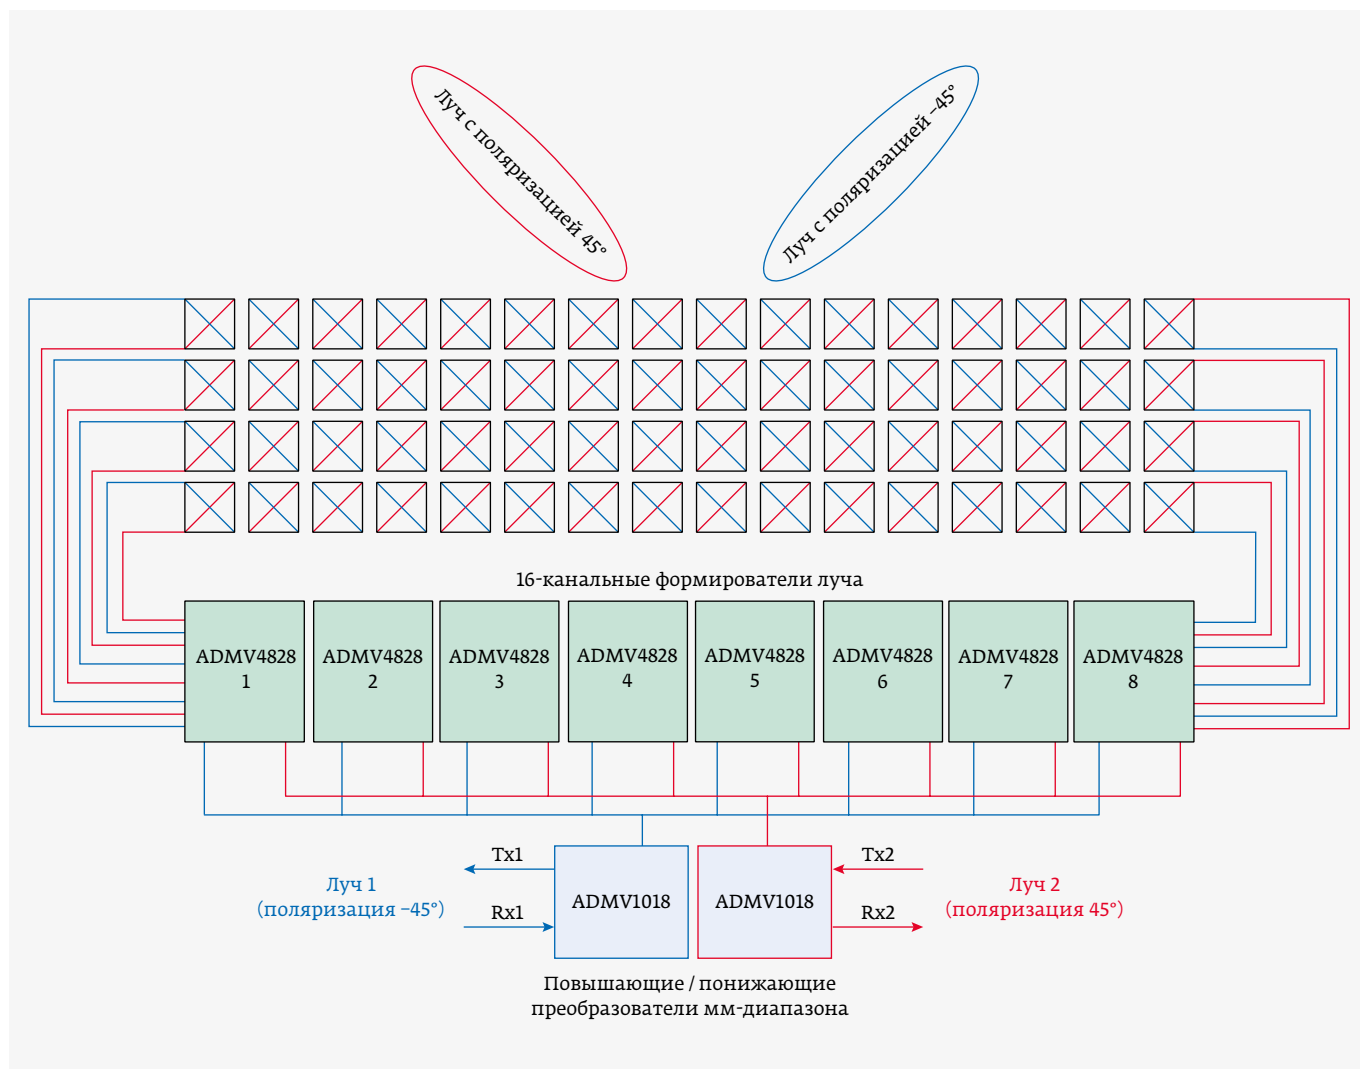 Луч с поляризацией 45°
Луч с поляризацией –45°
16-канальные формирователи луча
ADMV4828
1
ADMV4828
2
ADMV4828
3
ADMV4828
4
ADMV4828
5
ADMV4828
6
ADMV4828
7
ADMV4828
8
Луч 1
(поляризация –45°)
Tx1
Rx1
ADMV1018
ADMV1018
Tx2
Rx2
Луч 2
(поляризация 45°)
Повышающие / понижающие
преобразователи мм-диапазона